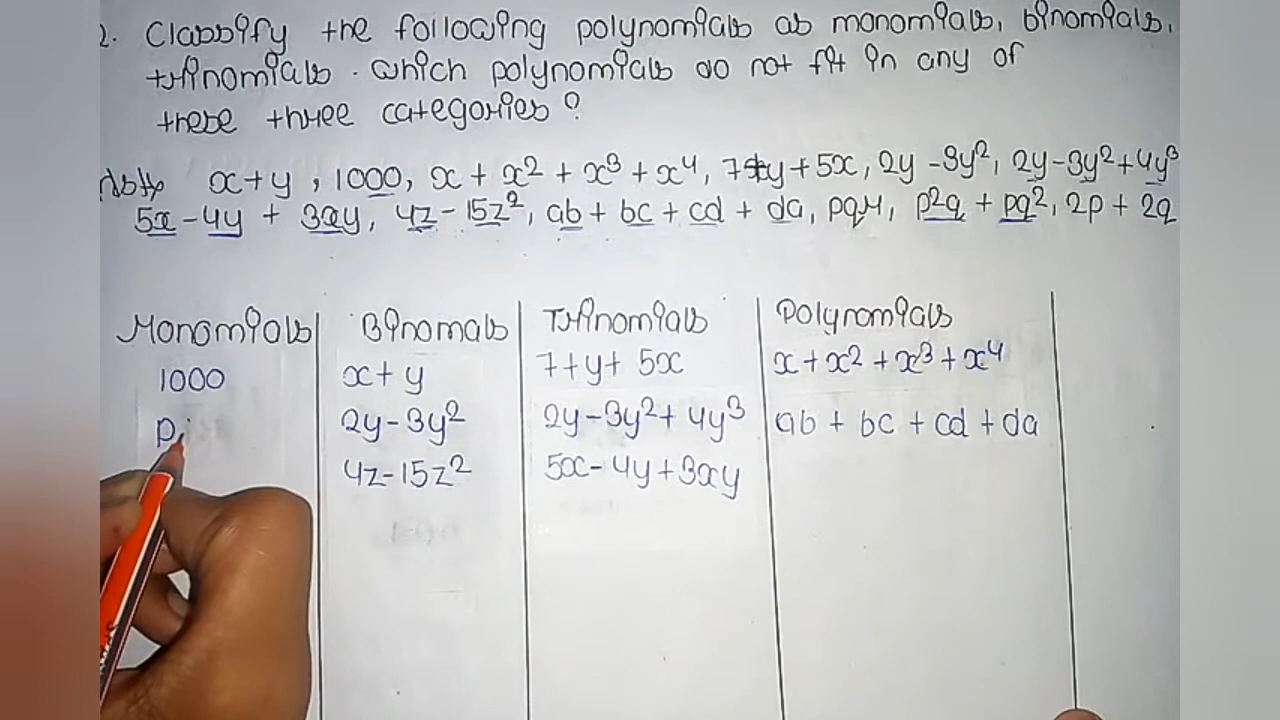 2. Classify the following polynomials as monomials, binomials,
trinomials. which polynomials do not fit in any of
these three categories?
x+y, 1000, x + x² + x³ + x⁴, 7+y+5x, 2y-3y², 2y-3y²+4y³
5x-4y + 3xy, 4z-15z², ab + bc + cd + da, pqr, p²q + pq², 2p + 2q
Monomials Binomals Trinomials Polynomials
1000 x+y 7+y+5x x+x²+x³+x⁴
p 2y-3y² 2y-3y²+4y³ ab + bc + cd + da
4z-15z² 5x-4y+3xy